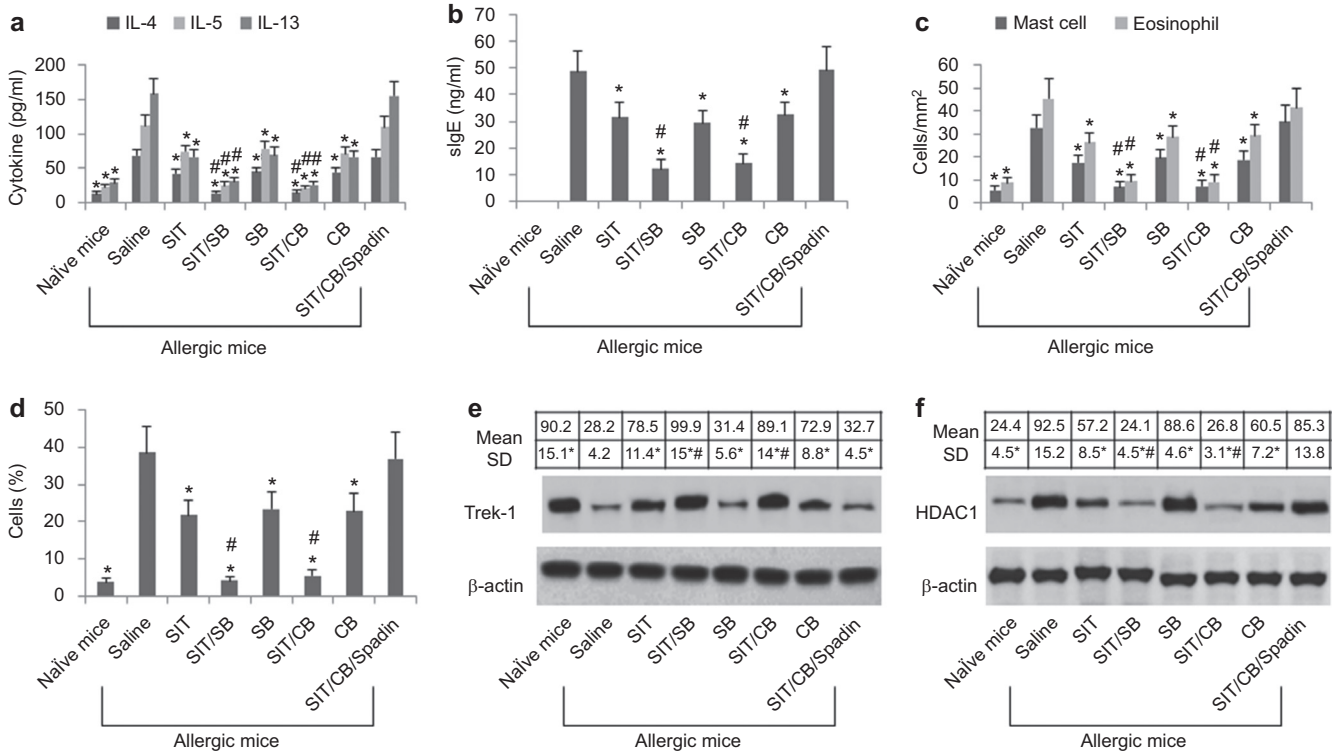 a
IL-4 IL-5 IL-13
Cytokine (pg/ml)
200
150
100
50
0
* * * * * * # ## * * * * * * # ## * * * * * *
Naïve mice Saline SIT SIT/SB SB SIT/CB CB SIT/CB/Spadin
Allergic mice
b
sIgE (ng/ml)
70
60
50
40
30
20
10
0
* # * * # * *
Naïve mice Saline SIT SIT/SB SB SIT/CB CB SIT/CB/Spadin
Allergic mice
c
Mast cell Eosinophil
Cells/mm2
60
50
40
30
20
10
0
* * * * # # * * * * # # * * * *
Naïve mice Saline SIT SIT/SB SB SIT/CB CB SIT/CB/Spadin
Allergic mice
d
Cells (%)
50
40
30
20
10
0
* * # * * # * *
Naïve mice Saline SIT SIT/SB SB SIT/CB CB SIT/CB/Spadin
Allergic mice
e
Mean 90.2 28.2 78.5 99.9 31.4 89.1 72.9 32.7
SD 15.1* 4.2 11.4* 15*# 5.6* 14*# 8.8* 4.5*
Trek-1
β-actin
Naïve mice Saline SIT SIT/SB SB SIT/CB CB SIT/CB/Spadin
Allergic mice
f
Mean 24.4 92.5 57.2 24.1 88.6 26.8 60.5 85.3
SD 4.5* 15.2 8.5* 4.5*# 4.6* 3.1*# 7.2* 13.8
HDAC1
β-actin
Naïve mice Saline SIT SIT/SB SB SIT/CB CB SIT/CB/Spadin
Allergic mice